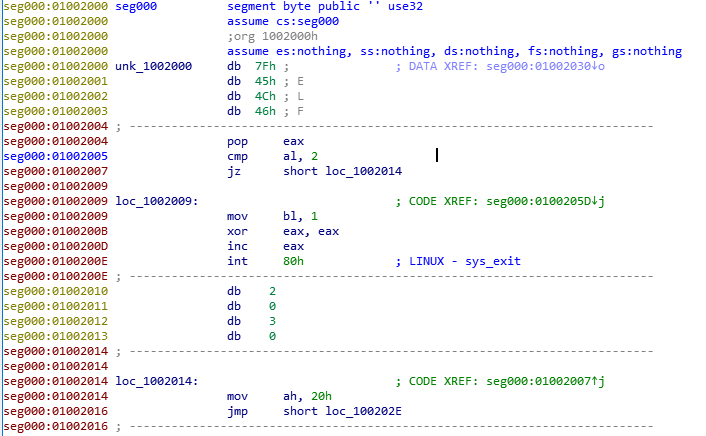 seg000:01002000 seg000 segment byte public '' use32
seg000:01002000 assume cs:seg000
seg000:01002000 ;org 1002000h
seg000:01002000 assume es:nothing, ss:nothing, ds:nothing, fs:nothing, gs:nothing
seg000:01002000 unk_1002000 db 7Fh ; ; DATA XREF: seg000:01002030↓o
seg000:01002001 db 45h ; E
seg000:01002002 db 4Ch ; L
seg000:01002003 db 46h ; F
seg000:01002004 ; ---------------------------------------------------------------------------
seg000:01002004 pop eax
seg000:01002005 cmp al, 2
seg000:01002007 jz short loc_1002014
seg000:01002009
seg000:01002009 loc_1002009: ; CODE XREF: seg000:0100205D↓j
seg000:01002009 mov bl, 1
seg000:0100200B xor eax, eax
seg000:0100200D inc eax
seg000:0100200E int 80h ; LINUX - sys_exit
seg000:0100200E ; ---------------------------------------------------------------------------
seg000:01002010 db 2
seg000:01002011 db 0
seg000:01002012 db 3
seg000:01002013 db 0
seg000:01002014 ; ---------------------------------------------------------------------------
seg000:01002014
seg000:01002014 loc_1002014: ; CODE XREF: seg000:01002007↑j
seg000:01002014 mov ah, 20h
seg000:01002016 jmp short loc_100202E
seg000:01002016 ; ---------------------------------------------------------------------------